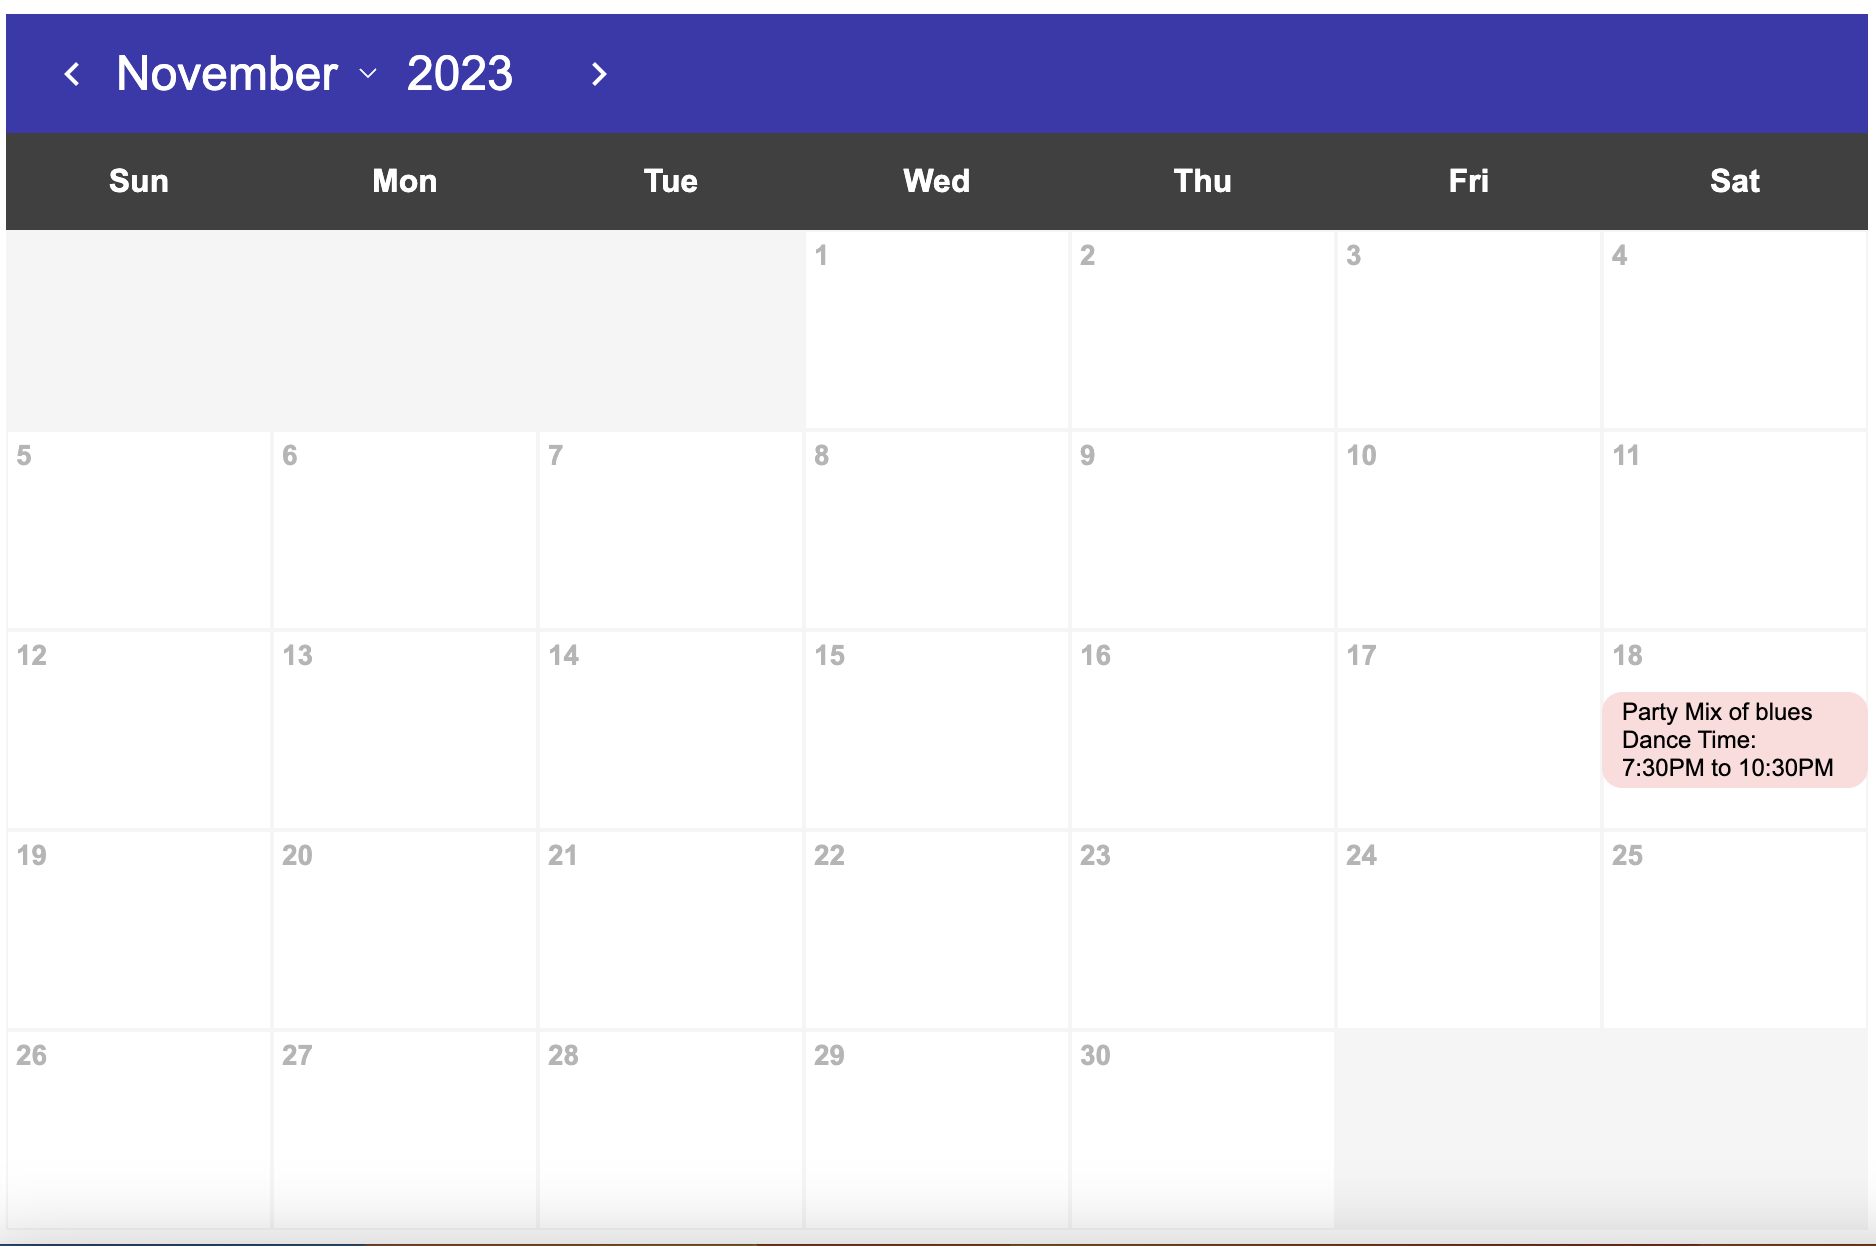 November 2023
Sun Mon Tue Wed Thu Fri Sat
1 2 3 4
5 6 7 8 9 10 11
12 13 14 15 16 17 18
Party Mix of blues
Dance Time:
7:30PM to 10:30PM
19 20 21 22 23 24 25
26 27 28 29 30